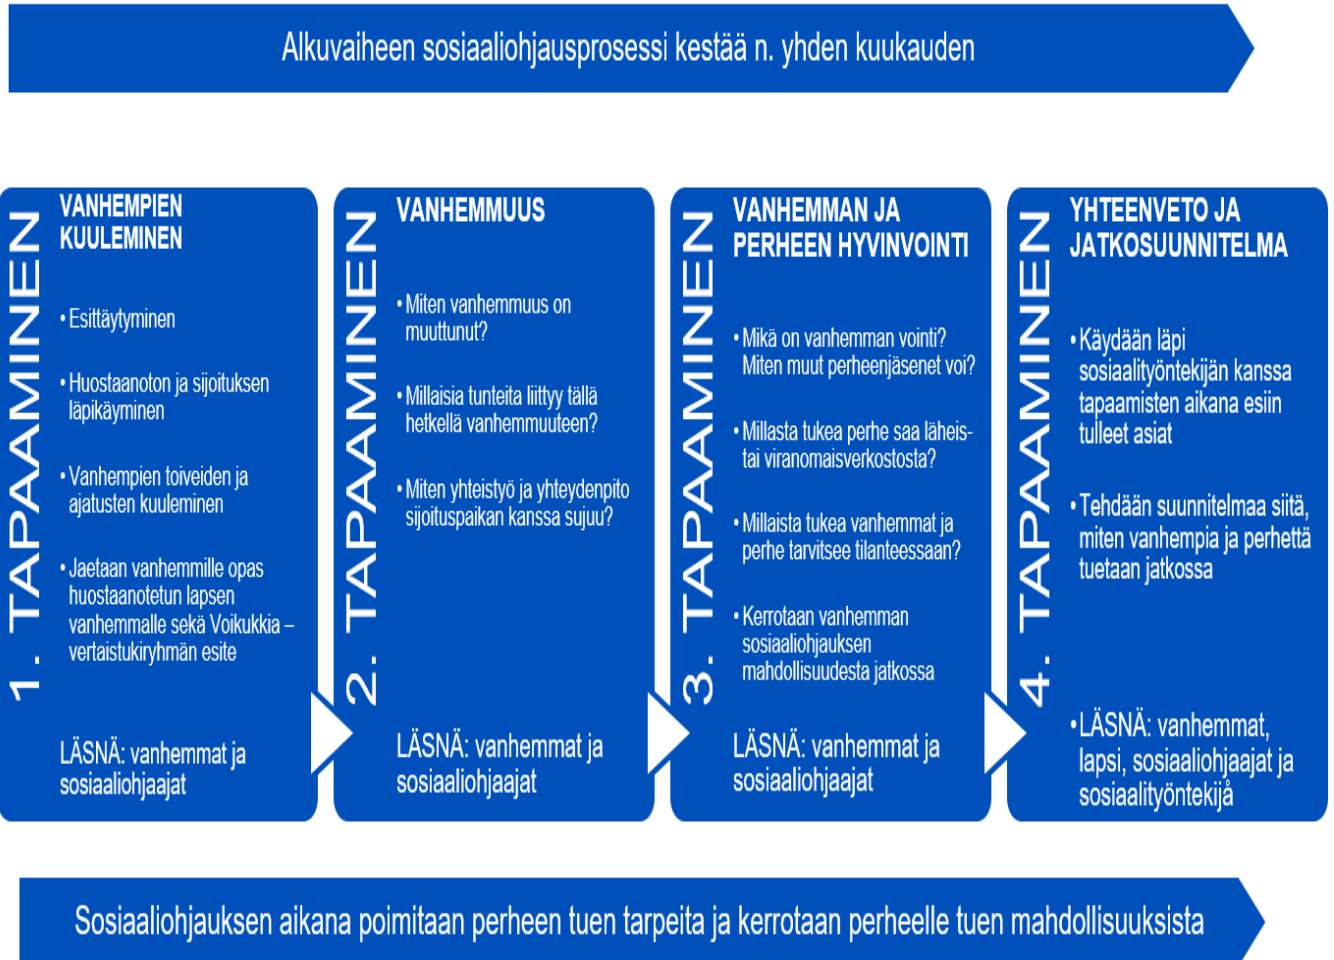 Alkuvaiheen sosiaaliohjausprosessi kestää n. yhden kuukauden
1. TAPAAMINEN
VANHEMPIEN
KUULEMINEN
• Esittäytyminen
• Huostaanoton ja sijoituksen
läpikäyminen
• Vanhempien toiveiden ja
ajatusten kuuleminen
• Jaetaan vanhemmille opas
huostaanotetun lapsen
vanhemmalle sekä Voikukkia –
vertaistukiryhmän esite
LÄSNÄ: vanhemmat ja
sosiaaliohjaajat
2. TAPAAMINEN
VANHEMMUUS
• Miten vanhemmuus on
muuttunut?
• Millaisia tunteita liittyy tällä
hetkellä vanhemmuuteen?
• Miten yhteistyö ja yhteydenpito
sijoituspaikan kanssa sujuu?
LÄSNÄ: vanhemmat ja
sosiaaliohjaajat
3. TAPAAMINEN
VANHEMMAN JA
PERHEEN HYVINVOINTI
• Mikä on vanhemman vointi?
Miten muut perheenjäsenet voi?
• Millasta tukea perhe saa läheis-
tai viranomaisverkostosta?
• Millaista tukea vanhemmat ja
perhe tarvitsee tilanteessaan?
• Kerrotaan vanhemman
sosiaaliohjauksen
mahdollisuudesta jatkossa
LÄSNÄ: vanhemmat ja
sosiaaliohjaajat
4. TAPAAMINEN
YHTEENVETO JA
JATKOSUUNNITELMA
• Käydään läpi
sosiaalityöntekijän kanssa
tapaamisten aikana esiin
tulleet asiat
• Tehdään suunnitelmaa siitä,
miten vanhempia ja perhettä
tuetaan jatkossa
• LÄSNÄ: vanhemmat,
lapsi, sosiaaliohjaajat ja
sosiaalityöntekijä
Sosiaaliohjauksen aikana poimitaan perheen tuen tarpeita ja kerrotaan perheelle tuen mahdollisuuksista